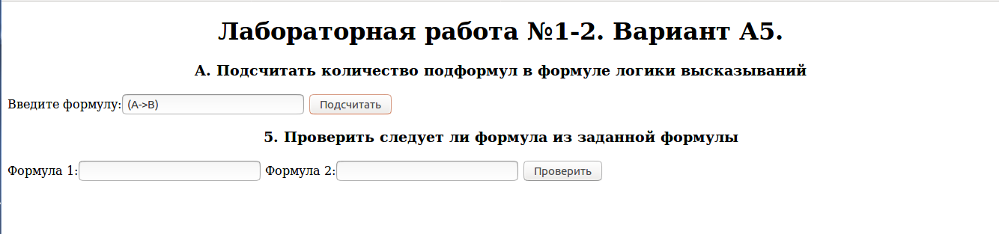 Лабораторная работа №1-2. Вариант А5.
А. Подсчитать количество подформул в формуле логики высказываний
Введите формулу: (A->B) Подсчитать
5. Проверить следует ли формула из заданной формулы
Формула 1: Формула 2: Проверить